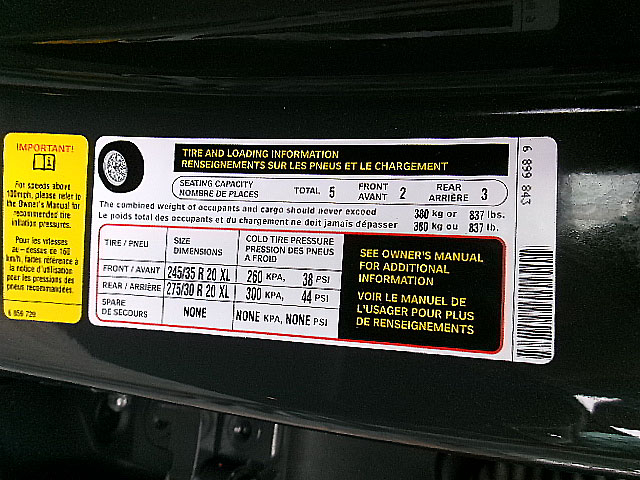 IMPORTANT!
For speeds above
100mph, please refer to
the Owner's Manual for
recommended tire
inflation pressures.
Pour les vitesses
au - dessus de 160
km/h, faites référence à
la notice d'utilisation
pour les pressions des
pneus recommandées.
6 859 729
TIRE AND LOADING INFORMATION
RENSEIGNEMENTS SUR LES PNEUS ET LE CHARGEMENT
SEATING CAPACITY
NOMBRE DE PLACES
TOTAL 5
FRONT
AVANT 2
REAR
ARRIÈRE 3
The combined weight of occupants and cargo should never exceed 380 kg or 837 lbs.
Le poids total des occupants et du chargement ne doit jamais dépasser 380 kg ou 837 lb.
TIRE / PNEU
SIZE
DIMENSIONS
COLD TIRE PRESSURE
PRESSION DES PNEUS
A FROID
FRONT / AVANT 245/35 R 20 XL 260 KPA, 38 PSI
REAR / ARRIÈRE 275/30 R 20 XL 300 KPA, 44 PSI
SPARE
DE SECOURS
NONE NONE KPA, NONE PSI
SEE OWNER'S MANUAL
FOR ADDITIONAL
INFORMATION
VOIR LE MANUEL DE
L'USAGER POUR PLUS
DE RENSEIGNEMENTS
6 899 843